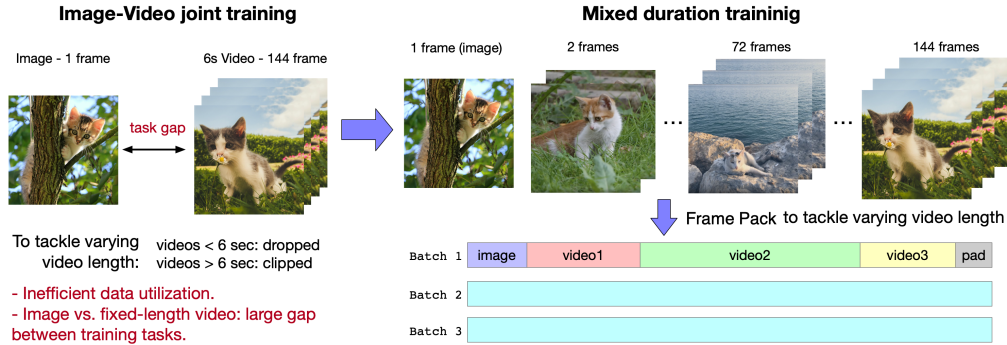 Image-Video joint training
Mixed duration traininig
Image - 1 frame
6s Video - 144 frame
task gap
1 frame (image)
2 frames
72 frames
144 frames
...
...
To tackle varying
video length:
videos < 6 sec: dropped
videos > 6 sec: clipped
- Inefficient data utilization.
- Image vs. fixed-length video: large gap
between training tasks.
Frame Pack to tackle varying video length
Batch 1
image
video1
video2
video3
pad
Batch 2
Batch 3